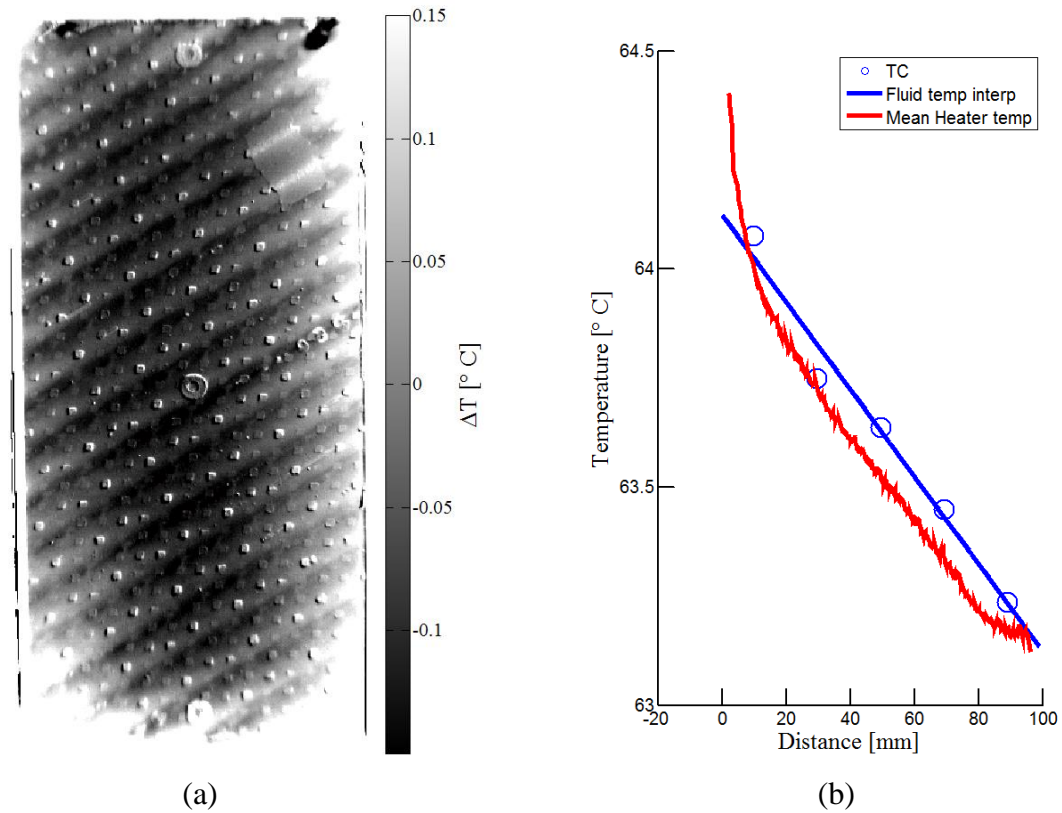 0.15
0.1
0.05
0
-0.05
-0.1
ΔT [° C]
(a)
64.5
64
63.5
63
-20
0
20
40
60
80
100
Temperature [° C]
Distance [mm]
TC
Fluid temp interp
Mean Heater temp
(b)